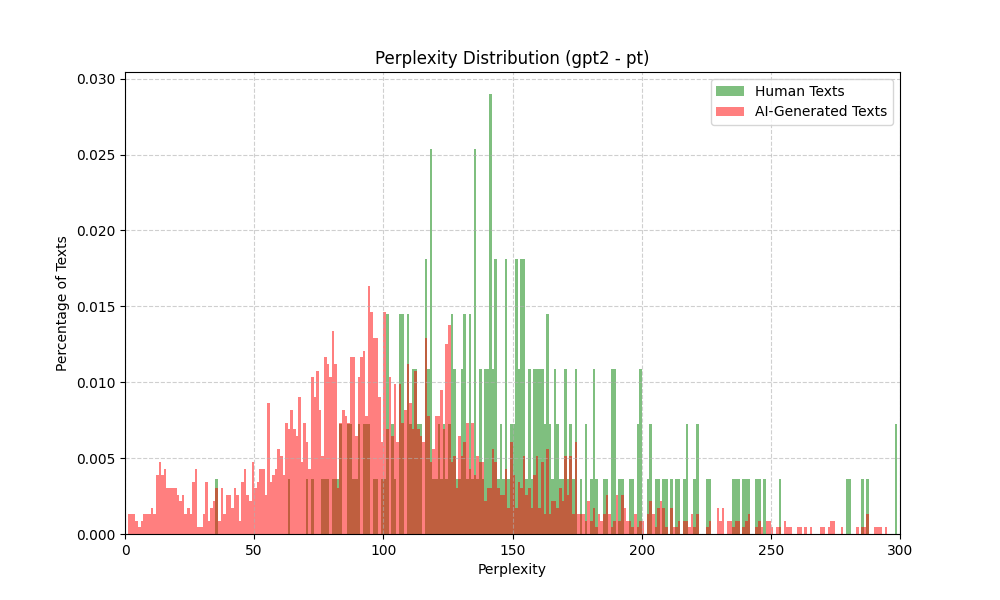 Perplexity Distribution (gpt2 - pt)
Human Texts
AI-Generated Texts
Percentage of Texts
0.030
0.025
0.020
0.015
0.010
0.005
0.000
0 50 100 150 200 250 300
Perplexity